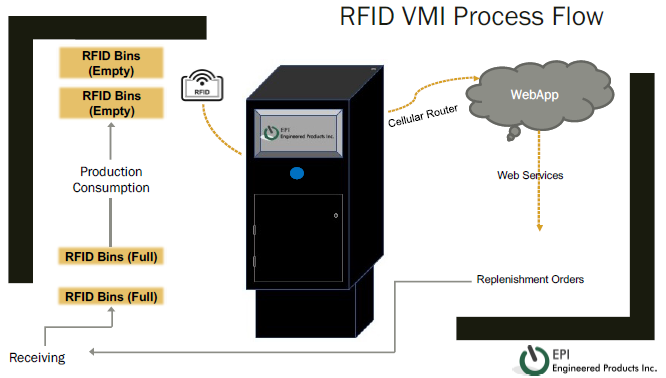 RFID VMI Process Flow
RFID Bins
(Empty)
RFID Bins
(Empty)
RFID
EPI
Engineered Products Inc.
Cellular Router
WebApp
Production
Consumption
Web Services
RFID Bins (Full)
RFID Bins (Full)
Replenishment Orders
Receiving
EPI
Engineered Products Inc.